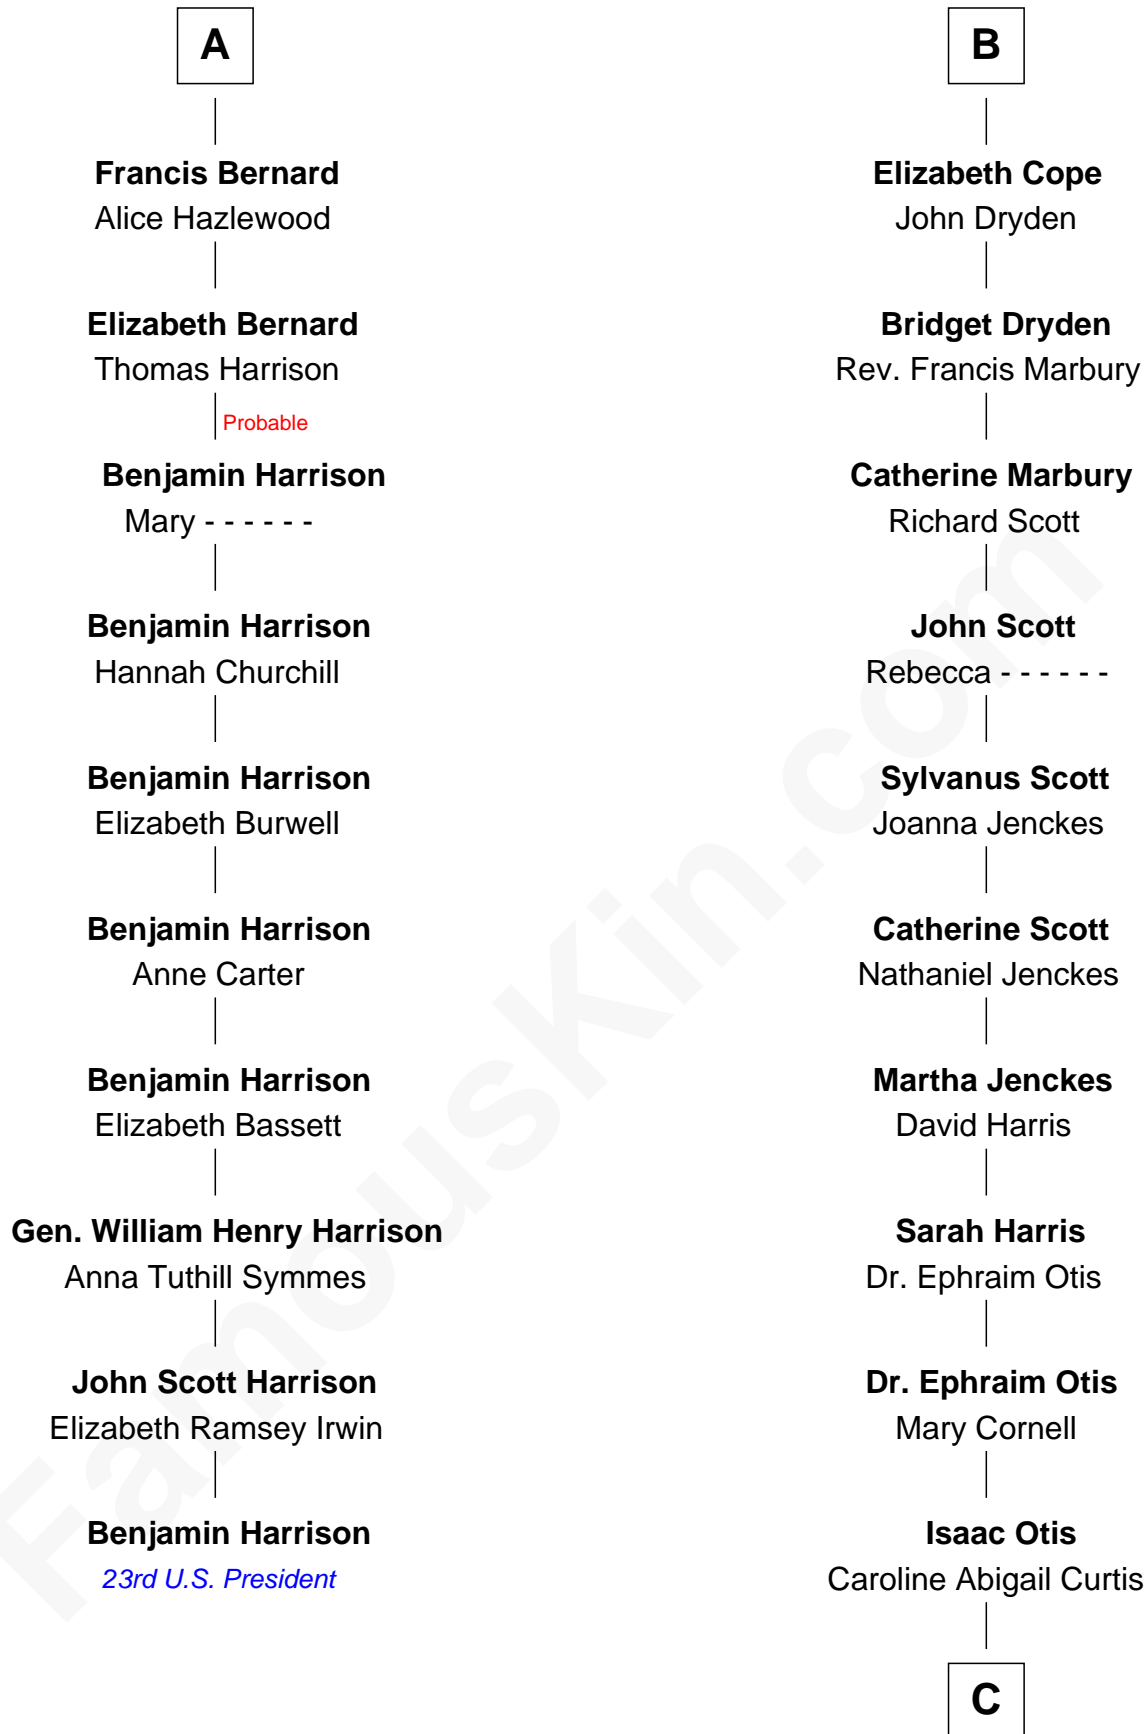 A
Francis Bernard
Alice Hazlewood
Elizabeth Bernard
Thomas Harrison
Probable
Benjamin Harrison
Mary - - - - - -
Benjamin Harrison
Hannah Churchill
Benjamin Harrison
Elizabeth Burwell
Benjamin Harrison
Anne Carter
Benjamin Harrison
Elizabeth Bassett
Gen. William Henry Harrison
Anna Tuthill Symmes
John Scott Harrison
Elizabeth Ramsey Irwin
Benjamin Harrison
23rd U.S. President
B
Elizabeth Cope
John Dryden
Bridget Dryden
Rev. Francis Marbury
Catherine Marbury
Richard Scott
John Scott
Rebecca - - - - - -
Sylvanus Scott
Joanna Jenckes
Catherine Scott
Nathaniel Jenckes
Martha Jenckes
David Harris
Sarah Harris
Dr. Ephraim Otis
Dr. Ephraim Otis
Mary Cornell
Isaac Otis
Caroline Abigail Curtis
C
FamousKin.com